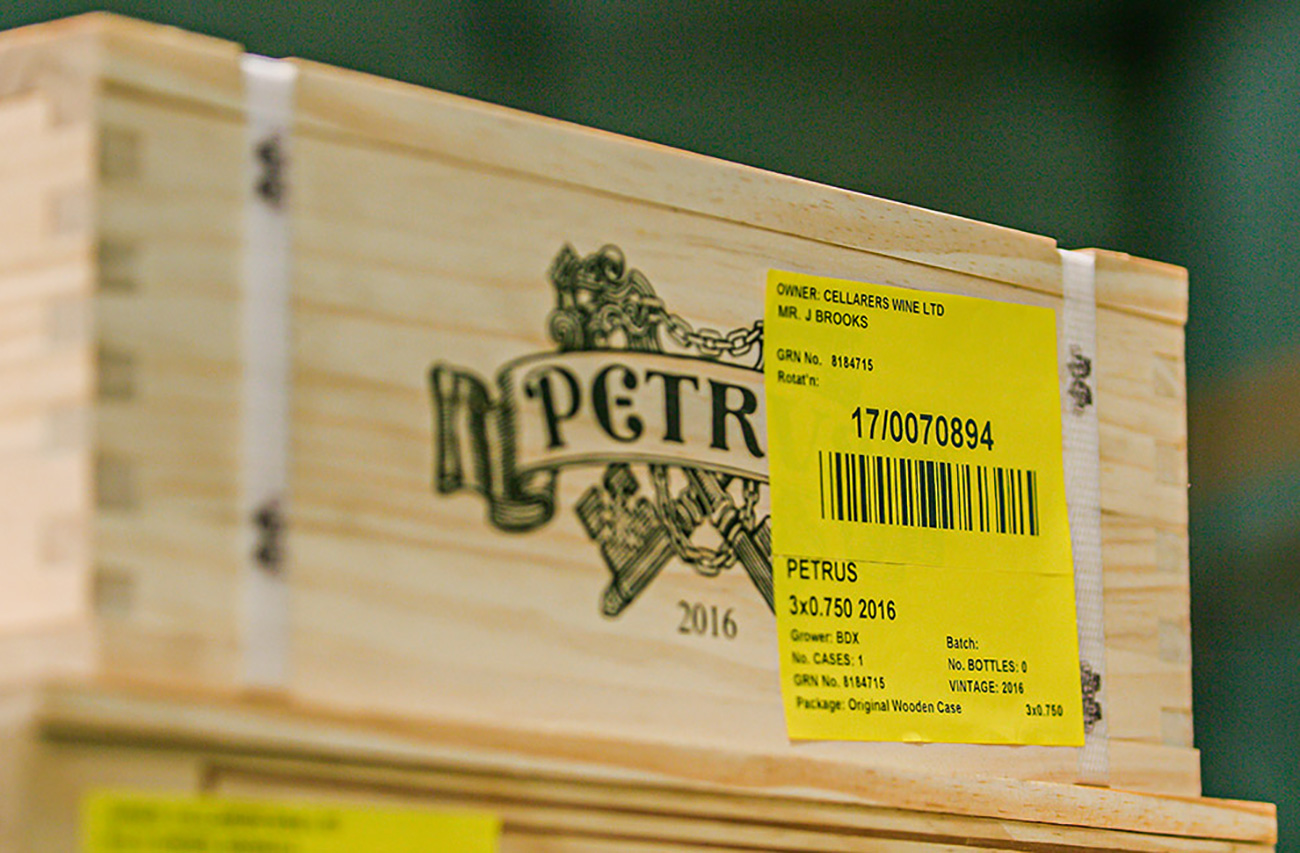 PETRUS
2016
OWNER: CELLARERS WINE LTD
MR. J BROOKS
GRN No. 8184715
Rotat'n:
17/0070894
PETRUS
3x0.750 2016
Grower: BDX
Batch:
No. CASES: 1
No. BOTTLES: 0
GRN No. 8184715
VINTAGE: 2016
Package: Original Wooden Case
3x0.750